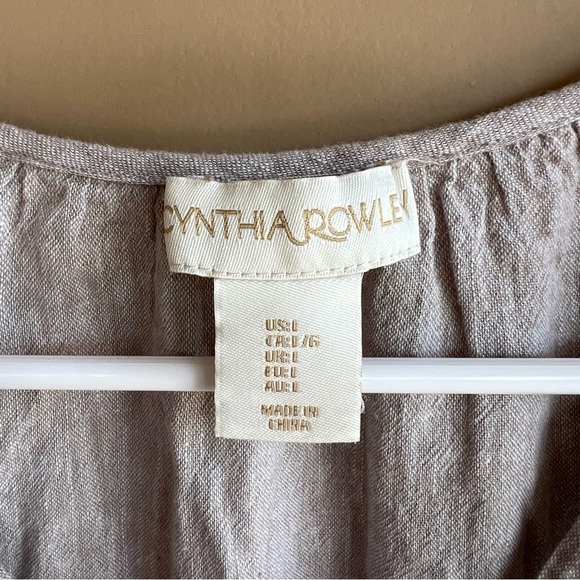 CYNTHIA ROWLEY
US: L
CA: L/G
UK: L
EU: L
AU: L
MADE IN
CHINA